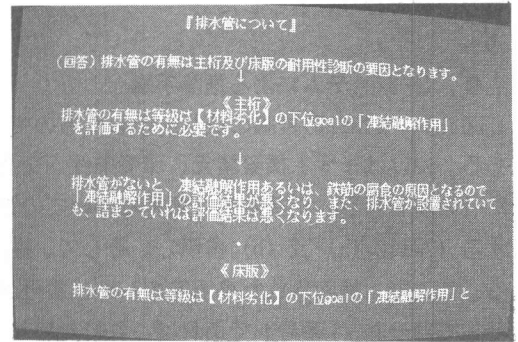 『排水管について』
(回答) 排水管の有無は主桁及び床版の耐用性診断の要因となります。
↓
《主桁》
排水管の有無は等級は【材料劣化】の下位goalの「凍結融解作用」
を評価するために必要です。
↓
排水管がないと、凍結融解作用あるいは、鉄筋の腐食の原因となるので
「凍結融解作用」の評価結果が悪くなり、また、排水管が設置されていて
も、詰まっていれば評価結果は悪くなります。
《床版》
排水管の有無は等級は【材料劣化】の下位goalの「凍結融解作用」と